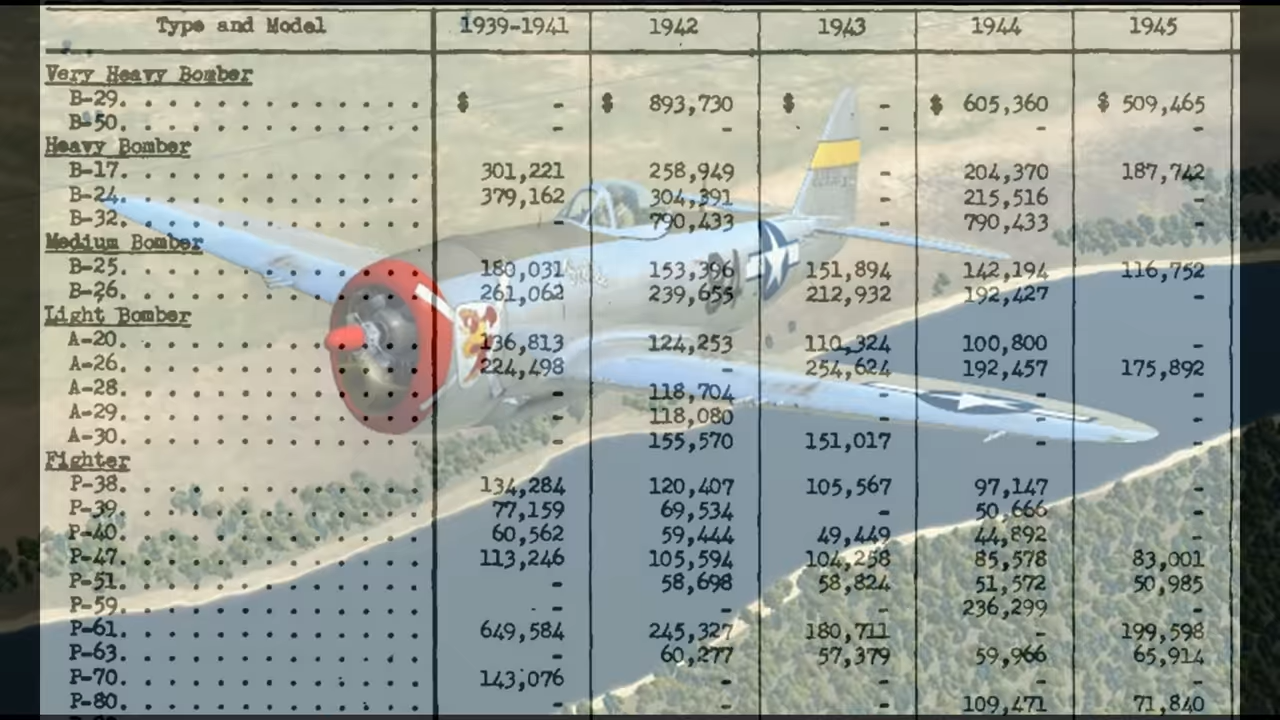 Type and Model 1939-1941 1942 1943 1944 1945
Very Heavy Bomber
B-29. . . . . . . . . . . . . $ - $ 893,730 $ - $ 605,360 $ 509,465
B-50. . . . . . . . . . . . . - - - - -
Heavy Bomber
B-17. . . . . . . . . . . . . 301,221 258,949 - 204,370 187,742
B-24. . . . . . . . . . . . . 379,162 304,391 - 215,516 -
B-32. . . . . . . . . . . . . - 790,433 - 790,433 -
Medium Bomber
B-25. . . . . . . . . . . . . 180,031 153,396 151,894 142,194 116,752
B-26. . . . . . . . . . . . . 261,062 239,655 212,932 192,427 -
Light Bomber
A-20. . . . . . . . . . . . . 136,813 124,253 110,324 100,800 -
A-26. . . . . . . . . . . . . 224,498 - 254,624 192,457 175,892
A-28. . . . . . . . . . . . . - 118,704 - - -
A-29. . . . . . . . . . . . . - 118,080 - - -
A-30. . . . . . . . . . . . . - 155,570 151,017 - -
Fighter
P-38. . . . . . . . . . . . . 134,284 120,407 105,567 97,147 -
P-39. . . . . . . . . . . . . 77,159 69,534 - 50,666 -
P-40. . . . . . . . . . . . . 60,562 59,444 49,449 44,892 -
P-47. . . . . . . . . . . . . 113,246 105,594 104,258 85,578 83,001
P-51. . . . . . . . . . . . . - 58,698 58,824 51,572 50,985
P-59. . . . . . . . . . . . . - - - 236,299 -
P-61. . . . . . . . . . . . . 649,584 245,327 180,711 - 199,598
P-63. . . . . . . . . . . . . - 60,277 57,379 59,966 65,914
P-70. . . . . . . . . . . . . 143,076 - - - -
P-80. . . . . . . . . . . . . - - - 109,471 71,840